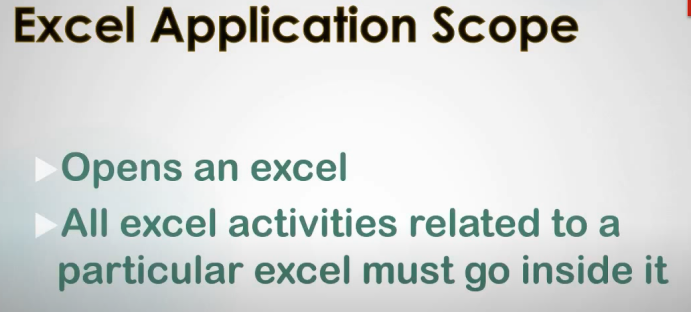 Excel Application Scope
Opens an excel
All excel activities related to a
particular excel must go inside it